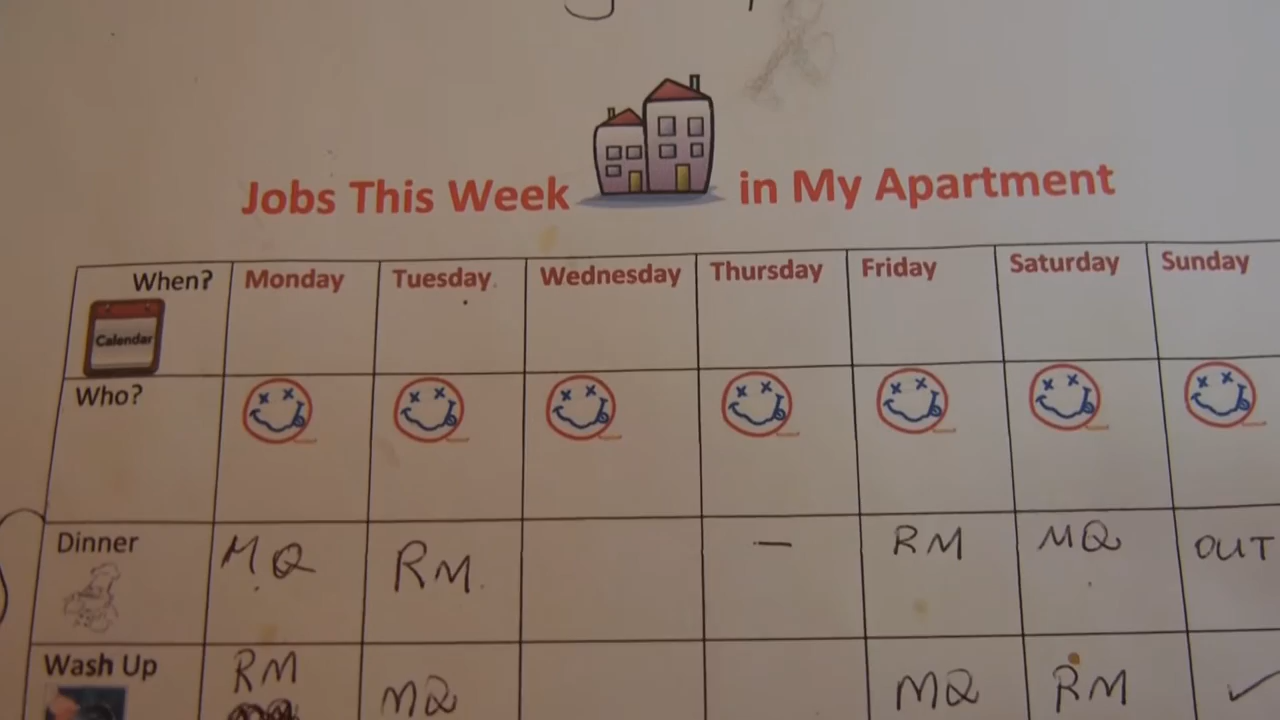 Jobs This Week in My Apartment
When? Monday Tuesday Wednesday Thursday Friday Saturday Sunday
Calendar
Who?
Dinner MQ RM — RM MQ OUT
Wash Up RM MQ MQ RM ✓